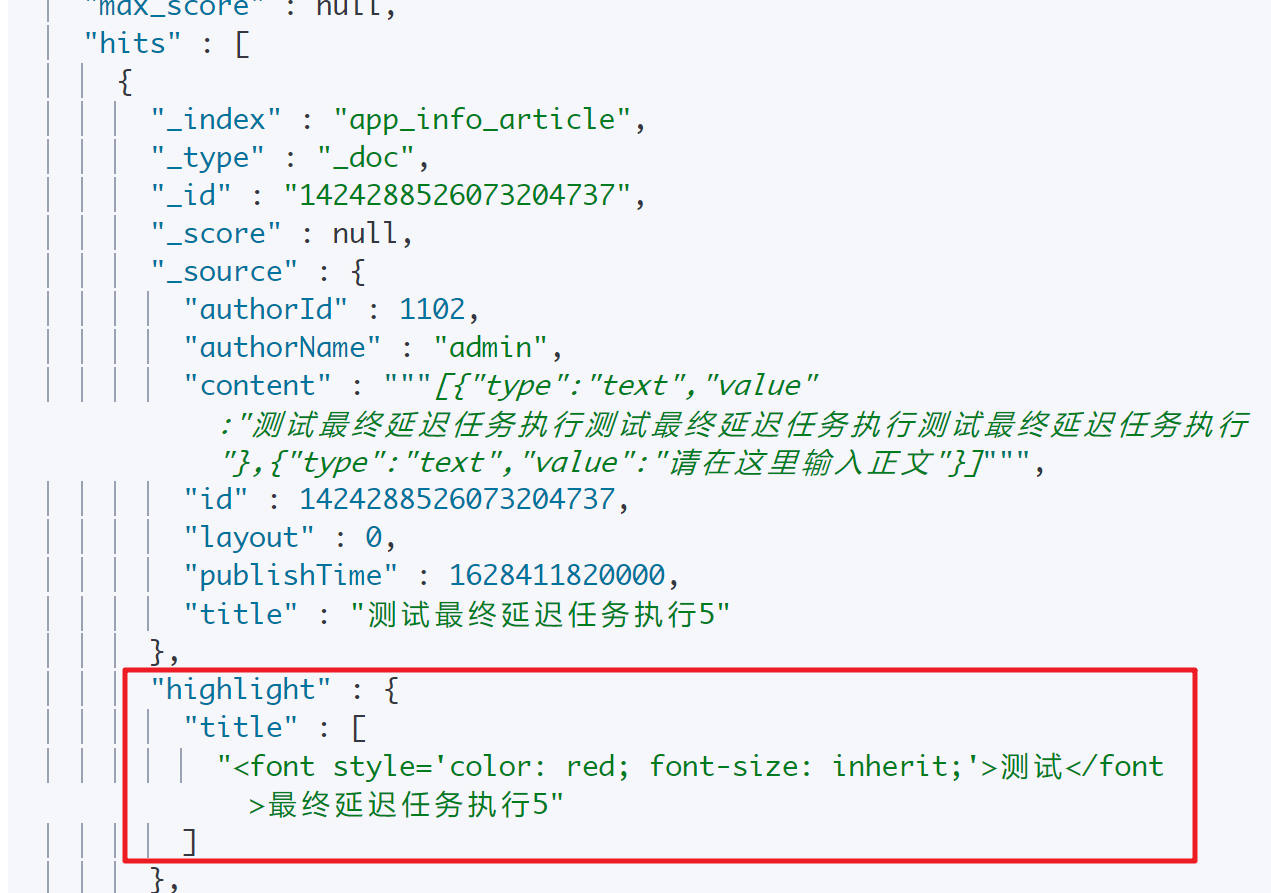 "max_score" : null,
"hits" : [
{
"_index" : "app_info_article",
"_type" : "_doc",
"_id" : "1424288526073204737",
"_score" : null,
"_source" : {
"authorId" : 1102,
"authorName" : "admin",
"content" : """[{"type":"text","value"
:"测试最终延迟任务执行测试最终延迟任务执行测试最终延迟任务执行
"},{"type":"text","value":"请在这里输入正文"}]""",
"id" : 1424288526073204737,
"layout" : 0,
"publishTime" : 1628411820000,
"title" : "测试最终延迟任务执行5"
},
"highlight" : {
"title" : [
"<font style='color: red; font-size: inherit;'>测试</font
>最终延迟任务执行5"
]
},